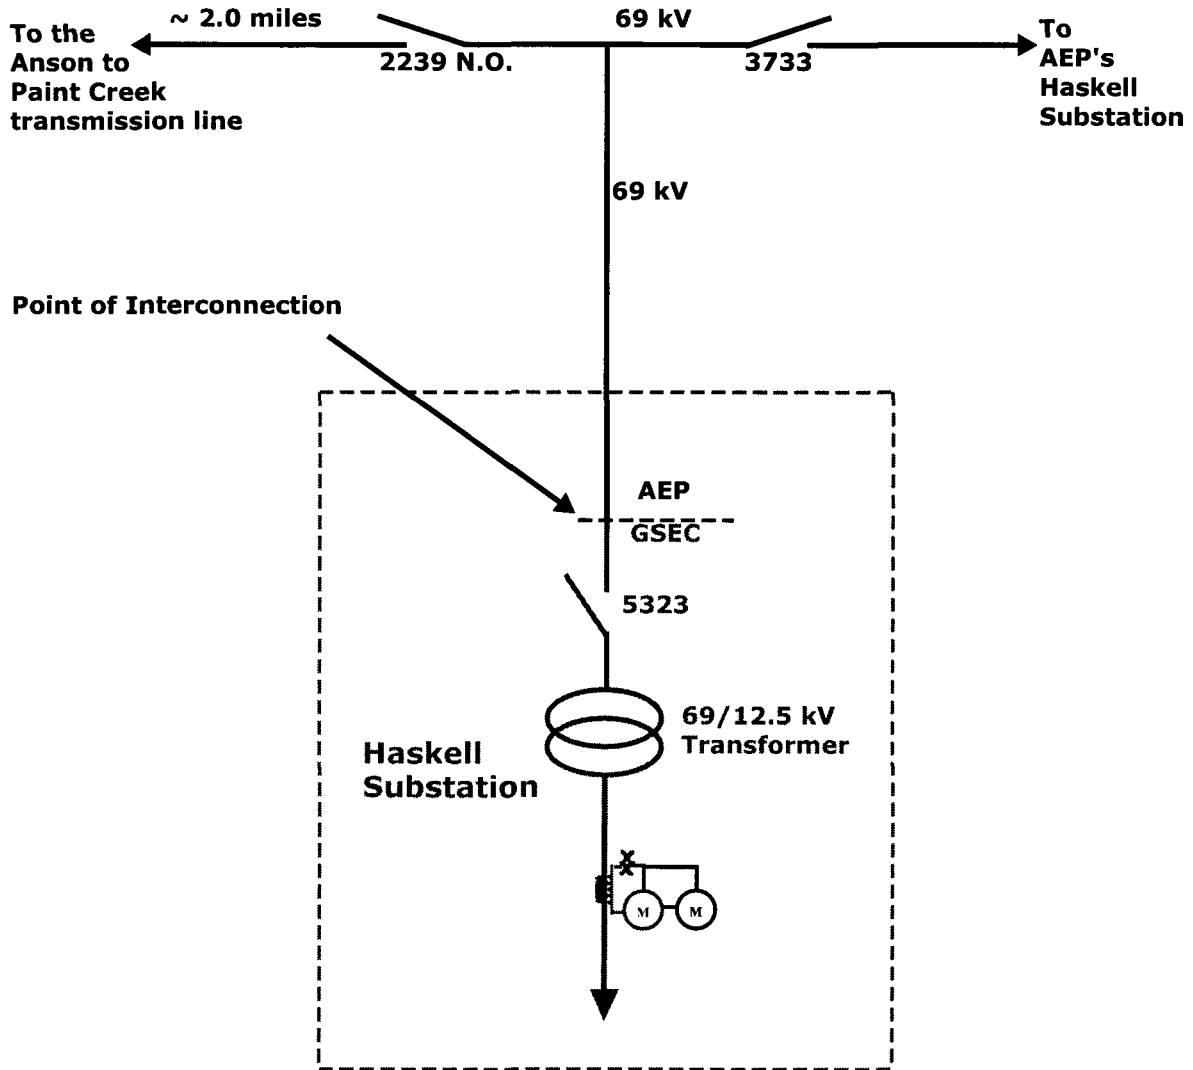 ~ 2.0 miles
69 kV
To the
Anson to
Paint Creek
transmission line
2239 N.O.
3733
To
AEP's
Haskell
Substation
69 kV
Point of Interconnection
AEP
GSEC
5323
69/12.5 kV
Transformer
Haskell
Substation
M M